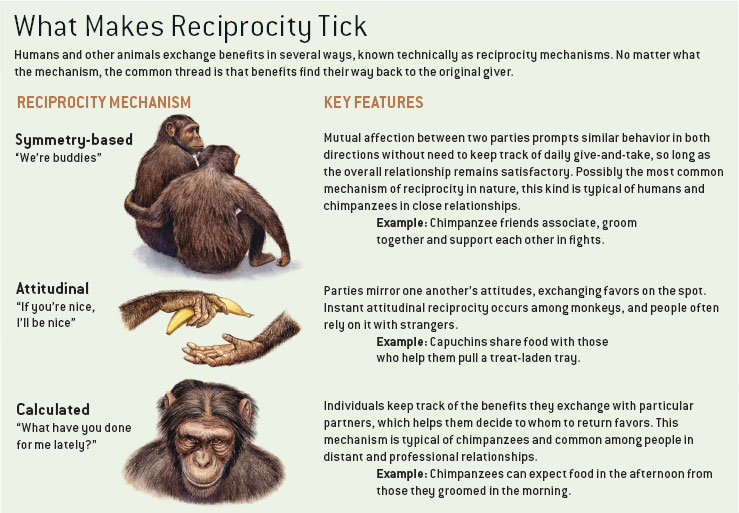 What Makes Reciprocity Tick
Humans and other animals exchange benefits in several ways, known technically as reciprocity mechanisms. No matter what
the mechanism, the common thread is that benefits find their way back to the original giver.
RECIPROCITY MECHANISM
KEY FEATURES
Symmetry-based
"We're buddies"
Mutual affection between two parties prompts similar behavior in both
directions without need to keep track of daily give-and-take, so long as
the overall relationship remains satisfactory. Possibly the most common
mechanism of reciprocity in nature, this kind is typical of humans and
chimpanzees in close relationships.
Example: Chimpanzee friends associate, groom
together and support each other in fights.
Attitudinal
"If you're nice,
I'll be nice"
Parties mirror one another's attitudes, exchanging favors on the spot.
Instant attitudinal reciprocity occurs among monkeys, and people often
rely on it with strangers.
Example: Capuchins share food with those
who help them pull a treat-laden tray.
Calculated
"What have you done
for me lately?"
Individuals keep track of the benefits they exchange with particular
partners, which helps them decide to whom to return favors. This
mechanism is typical of chimpanzees and common among people in
distant and professional relationships.
Example: Chimpanzees can expect food in the afternoon from
those they groomed in the morning.